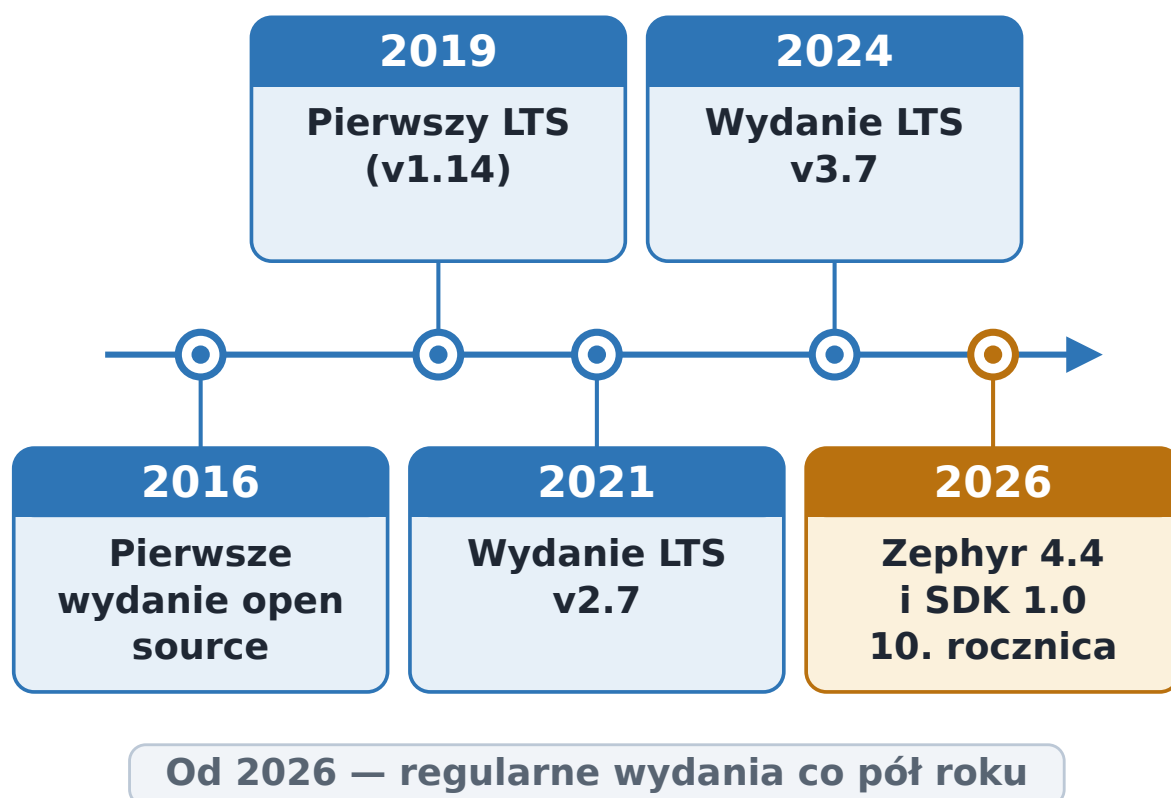 2019
Pierwszy LTS
(v1.14)
2024
Wydanie LTS
v3.7
2016
Pierwsze
wydanie open
source
2021
Wydanie LTS
v2.7
2026
Zephyr 4.4
i SDK 1.0
10. rocznica
Od 2026 — regularne wydania co pół roku